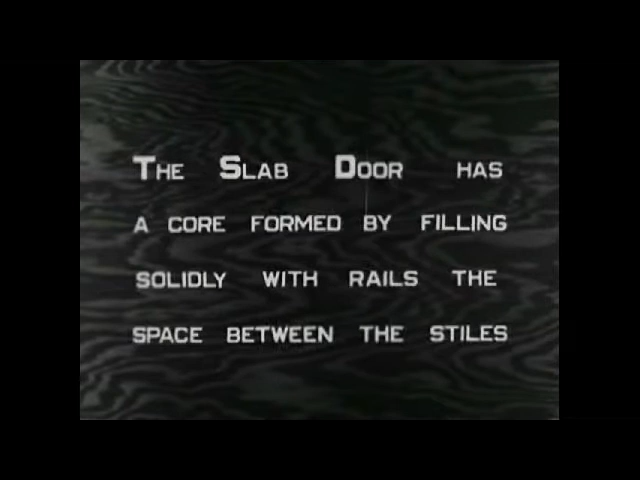 The Slab Door has
a core formed by filling
solidly with rails the
space between the stiles